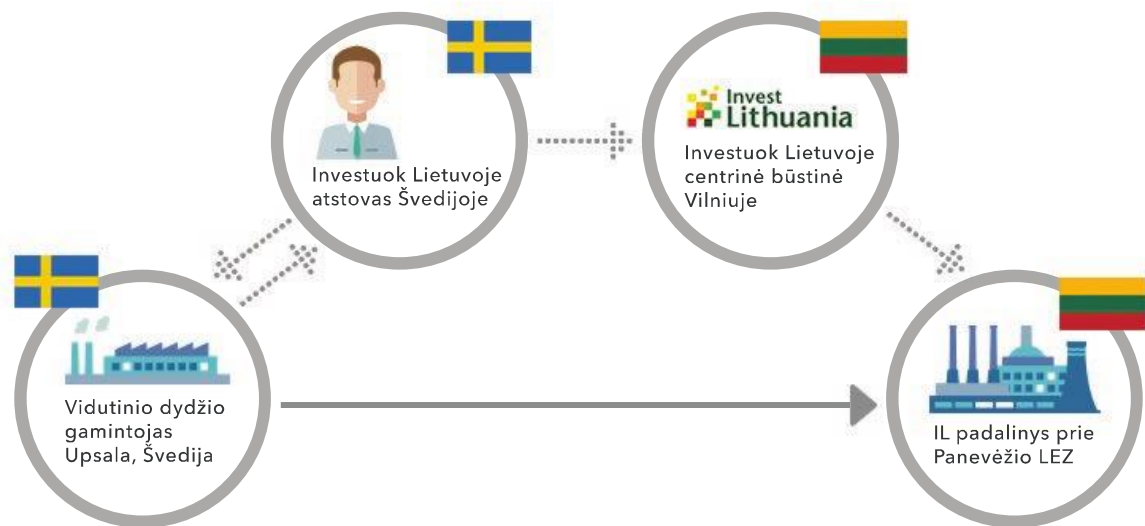 Investuok Lietuvoje
atstovas Švedijoje
Invest
Lithuania
Investuok Lietuvoje
centrinė būstinė
Vilniuje
Vidutinio dydžio
gamintojas
Upsala, Švedija
IL padalinys prie
Panevėžio LEZ